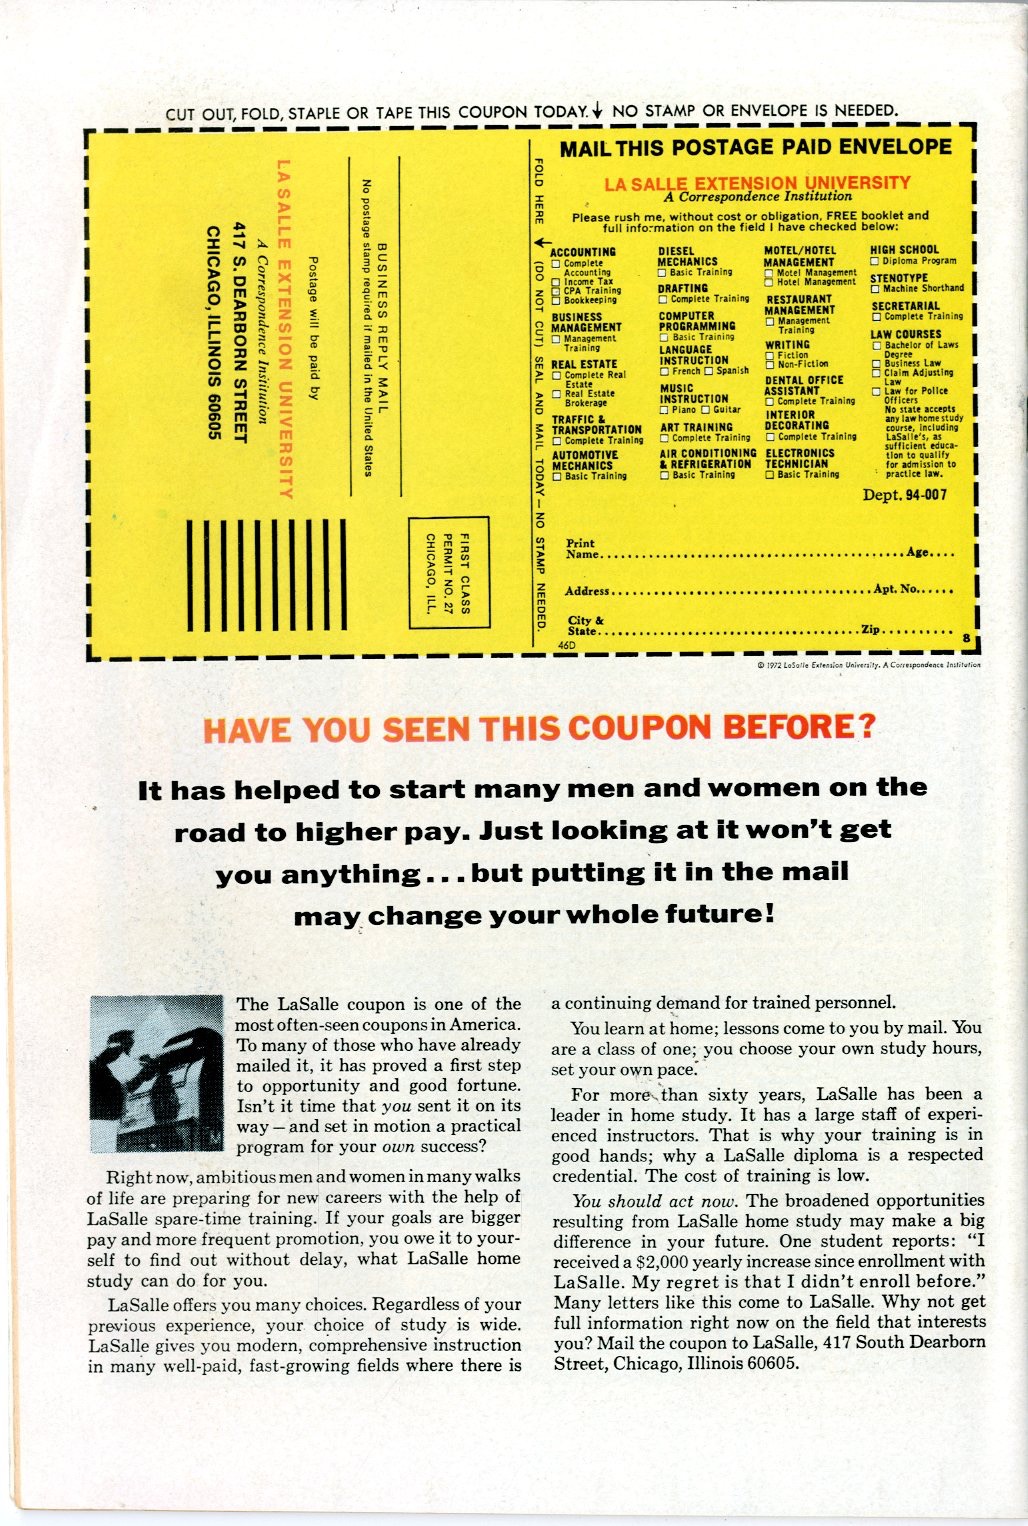 CUT OUT, FOLD, STAPLE OR TAPE THIS COUPON TODAY.↓ NO STAMP OR ENVELOPE IS NEEDED.
FIRST CLASS
PERMIT NO. 27
CHICAGO, ILL.
BUSINESS REPLY MAIL
No postage stamp required if mailed in the United States
Postage will be paid by
LA SALLE EXTENSION UNIVERSITY
A Correspondence Institution
417 S. DEARBORN STREET
CHICAGO, ILLINOIS 60605
FOLD HERE ← (DO NOT CUT) SEAL AND MAIL TODAY — NO STAMP NEEDED.
MAIL THIS POSTAGE PAID ENVELOPE
LA SALLE EXTENSION UNIVERSITY
A Correspondence Institution
Please rush me, without cost or obligation, FREE booklet and
full information on the field I have checked below:
ACCOUNTING
☐ Complete
Accounting
☐ Income Tax
☐ CPA Training
☐ Bookkeeping
BUSINESS
MANAGEMENT
☐ Management
Training
REAL ESTATE
☐ Complete Real
Estate
☐ Real Estate
Brokerage
TRAFFIC &
TRANSPORTATION
☐ Complete Training
AUTOMOTIVE
MECHANICS
☐ Basic Training
DIESEL
MECHANICS
☐ Basic Training
DRAFTING
☐ Complete Training
COMPUTER
PROGRAMMING
☐ Basic Training
LANGUAGE
INSTRUCTION
☐ French ☐ Spanish
MUSIC
INSTRUCTION
☐ Piano ☐ Guitar
ART TRAINING
☐ Complete Training
AIR CONDITIONING
& REFRIGERATION
☐ Basic Training
MOTEL/HOTEL
MANAGEMENT
☐ Motel Management
☐ Hotel Management
RESTAURANT
MANAGEMENT
☐ Management
Training
WRITING
☐ Fiction
☐ Non-Fiction
DENTAL OFFICE
ASSISTANT
☐ Complete Training
INTERIOR
DECORATING
☐ Complete Training
ELECTRONICS
TECHNICIAN
☐ Basic Training
HIGH SCHOOL
☐ Diploma Program
STENOTYPE
☐ Machine Shorthand
SECRETARIAL
☐ Complete Training
LAW COURSES
☐ Bachelor of Laws
Degree
☐ Business Law
☐ Claim Adjusting
Law
☐ Law for Police
Officers
No state accepts
any law home study
course, including
LaSalle's, as
sufficient educa-
tion to qualify
for admission to
practice law.
Dept. 94-007
Print
Name.......... Age....
Address.......... Apt. No......
City &
State.......... Zip..........
46D
8
© 1972 LaSalle Extension University. A Correspondence Institution
HAVE YOU SEEN THIS COUPON BEFORE?
It has helped to start many men and women on the
road to higher pay. Just looking at it won't get
you anything...but putting it in the mail
may change your whole future!
The LaSalle coupon is one of the
most often-seen coupons in America.
To many of those who have already
mailed it, it has proved a first step
to opportunity and good fortune.
Isn't it time that you sent it on its
way — and set in motion a practical
program for your own success?
Right now, ambitious men and women in many walks
of life are preparing for new careers with the help of
LaSalle spare-time training. If your goals are bigger
pay and more frequent promotion, you owe it to your-
self to find out without delay, what LaSalle home
study can do for you.
LaSalle offers you many choices. Regardless of your
previous experience, your choice of study is wide.
LaSalle gives you modern, comprehensive instruction
in many well-paid, fast-growing fields where there is
a continuing demand for trained personnel.
You learn at home; lessons come to you by mail. You
are a class of one; you choose your own study hours,
set your own pace.
For more than sixty years, LaSalle has been a
leader in home study. It has a large staff of experi-
enced instructors. That is why your training is in
good hands; why a LaSalle diploma is a respected
credential. The cost of training is low.
You should act now. The broadened opportunities
resulting from LaSalle home study may make a big
difference in your future. One student reports: "I
received a $2,000 yearly increase since enrollment with
LaSalle. My regret is that I didn't enroll before."
Many letters like this come to LaSalle. Why not get
full information right now on the field that interests
you? Mail the coupon to LaSalle, 417 South Dearborn
Street, Chicago, Illinois 60605.